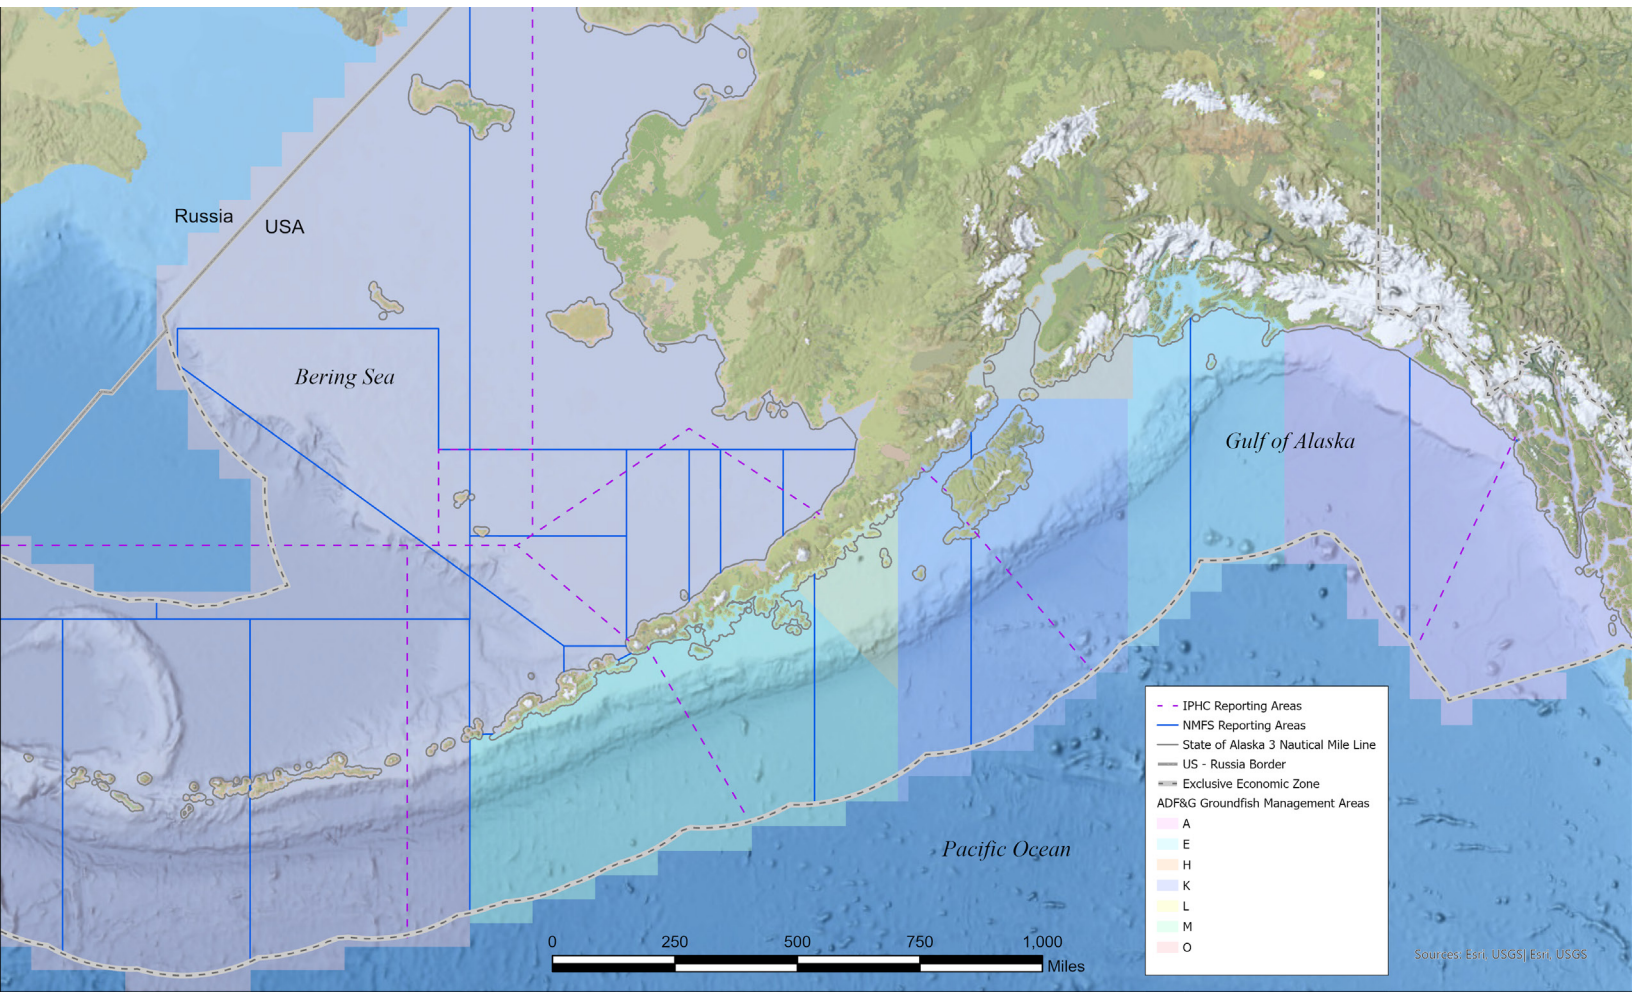 Russia
USA
Bering Sea
Gulf of Alaska
Pacific Ocean
IPHC Reporting Areas
NMFS Reporting Areas
State of Alaska 3 Nautical Mile Line
US - Russia Border
Exclusive Economic Zone
ADF&G Groundfish Management Areas
A
E
H
K
L
M
O
0 250 500 750 1,000
Miles
Sources: Esri, USGS| Esri, USGS